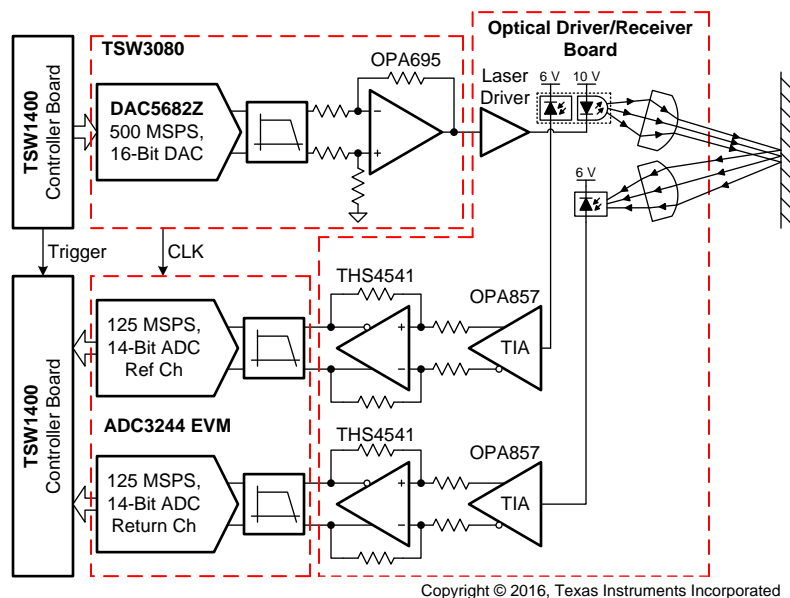 TSW1400
Controller Board
TSW3080
DAC5682Z
500 MSPS,
16-Bit DAC
OPA695
Optical Driver/Receiver
Board
Laser
Driver
6 V
10 V
6 V
Trigger
CLK
TSW1400
Controller Board
125 MSPS,
14-Bit ADC
Ref Ch
THS4541
OPA857
TIA
ADC3244 EVM
125 MSPS,
14-Bit ADC
Return Ch
THS4541
OPA857
TIA
Copyright © 2016, Texas Instruments Incorporated